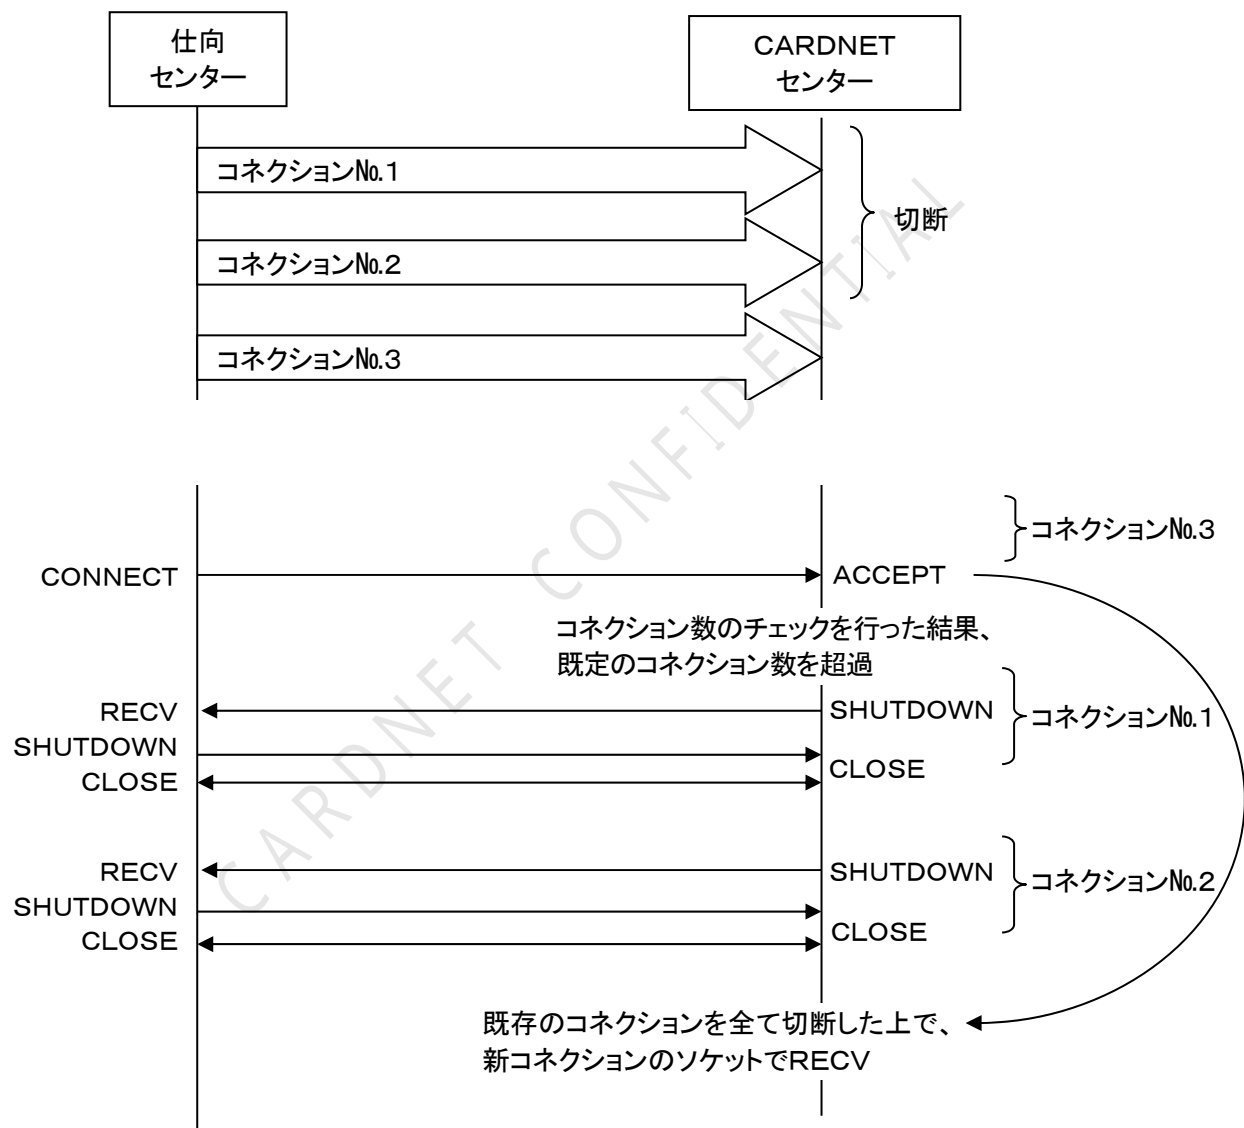 仕向
センター
CARDNET
センター
コネクション№1
切断
コネクション№2
コネクション№3
コネクション№3
CONNECT
ACCEPT
コネクション数のチェックを行った結果、
既定のコネクション数を超過
RECV
SHUTDOWN
コネクション№1
SHUTDOWN
CLOSE
CLOSE
RECV
SHUTDOWN
コネクション№2
SHUTDOWN
CLOSE
CLOSE
既存のコネクションを全て切断した上で、
新コネクションのソケットでRECV
CARDNET CONFIDENTIAL